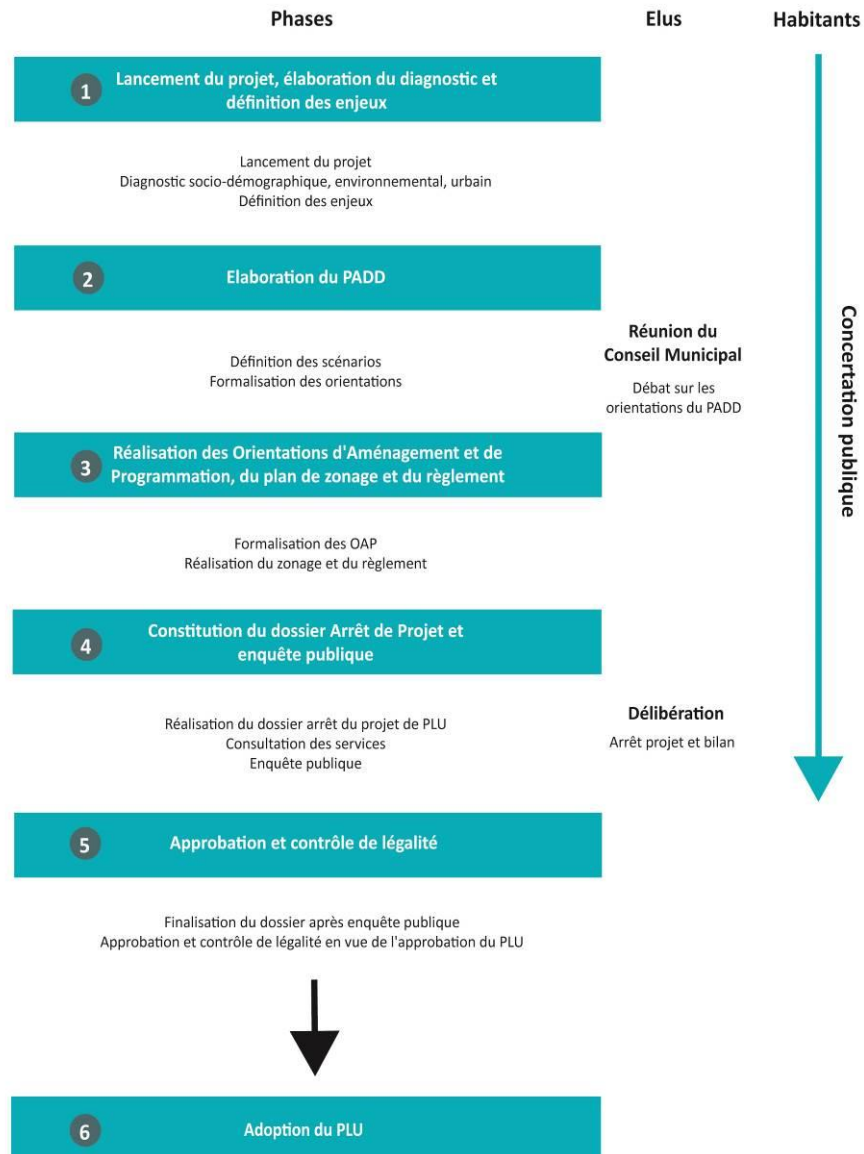 Phases
Elus
Habitants
1
Lancement du projet, élaboration du diagnostic et
définition des enjeux
Lancement du projet
Diagnostic socio-démographique, environnemental, urbain
Définition des enjeux
2
Elaboration du PADD
Définition des scénarios
Formalisation des orientations
Réunion du
Conseil Municipal
Débat sur les
orientations du PADD
Concertation publique
3
Réalisation des Orientations d'Aménagement et de
Programmation, du plan de zonage et du règlement
Formalisation des OAP
Réalisation du zonage et du règlement
4
Constitution du dossier Arrêt de Projet et
enquête publique
Réalisation du dossier arrêt du projet de PLU
Consultation des services
Enquête publique
Délibération
Arrêt projet et bilan
5
Approbation et contrôle de légalité
Finalisation du dossier après enquête publique
Approbation et contrôle de légalité en vue de l'approbation du PLU
6
Adoption du PLU